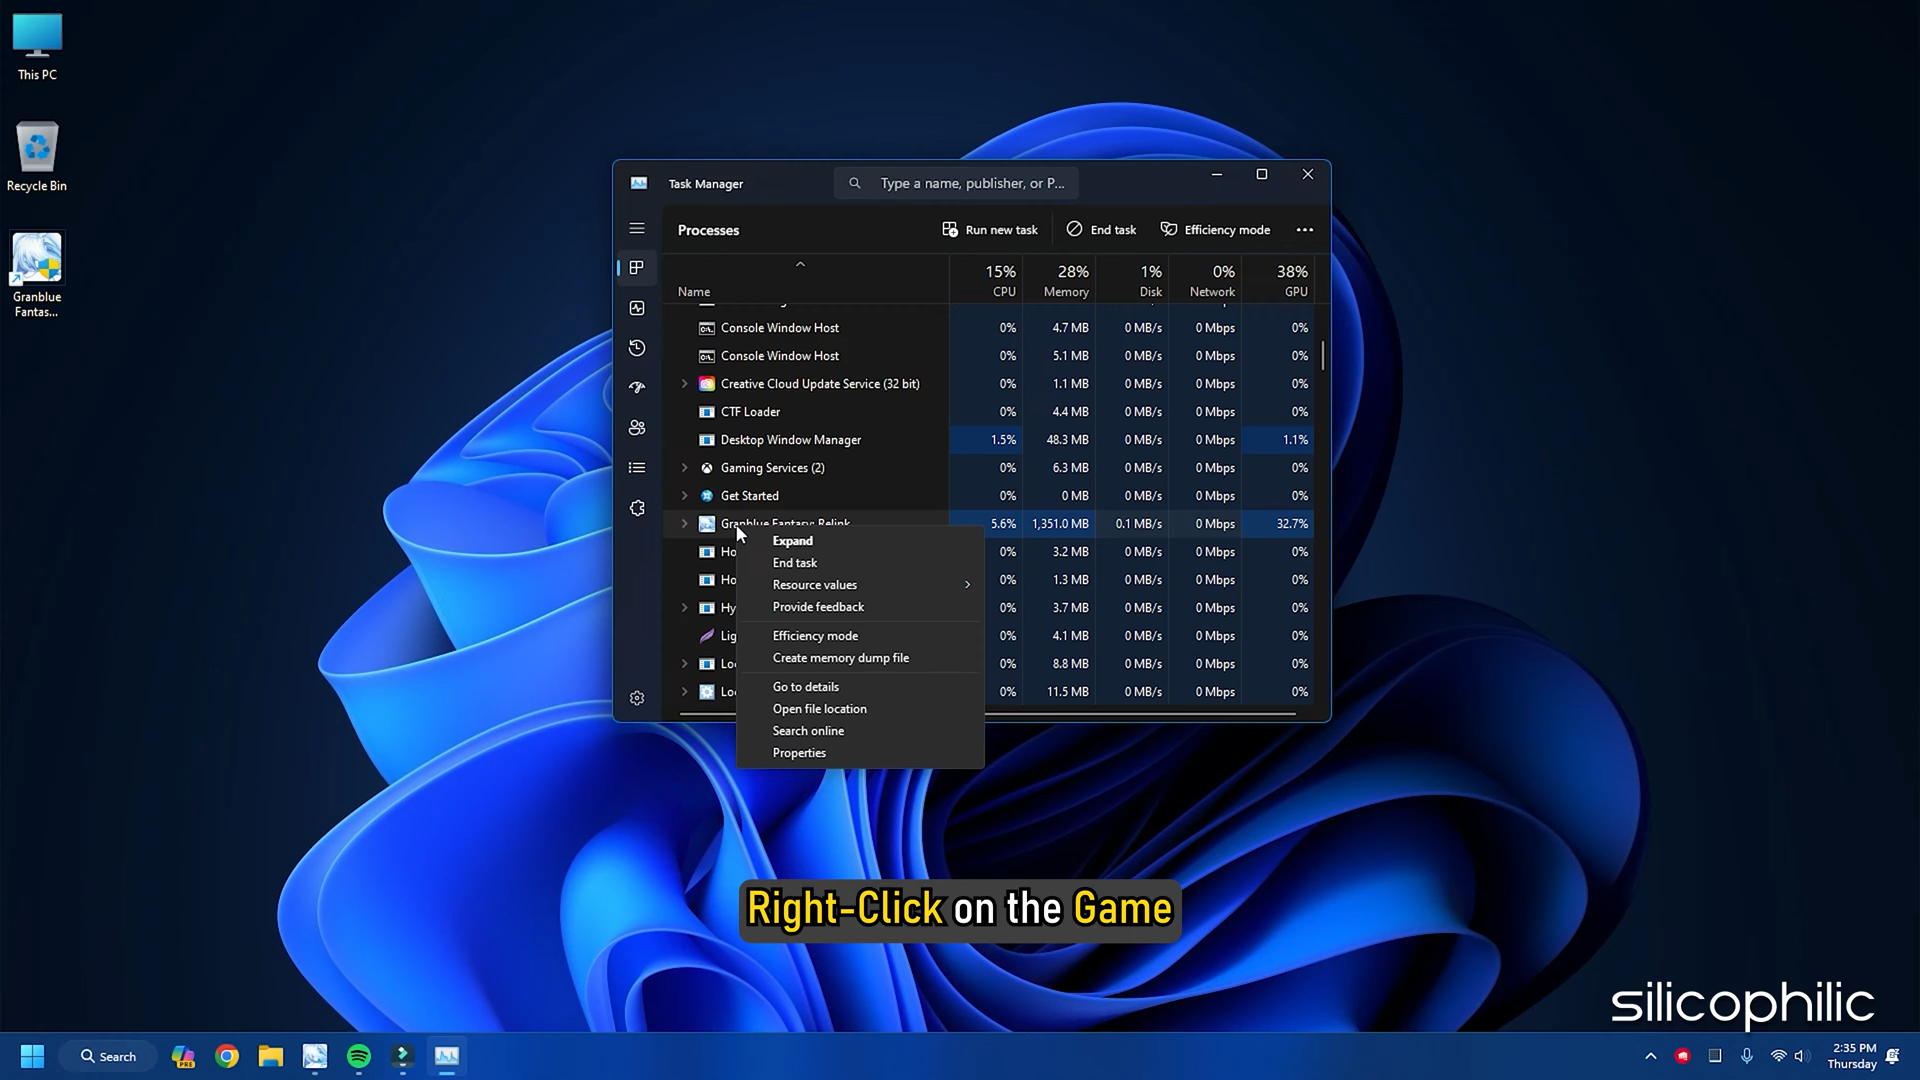 This PC
Recycle Bin
Granblue
Fantas...
Task Manager
Type a name, publisher, or P...
Processes
Run new task
End task
Efficiency mode
Name
15% 28% 1% 0% 38%
CPU Memory Disk Network GPU
Console Window Host 0% 4.7 MB 0 MB/s 0 Mbps 0%
Console Window Host 0% 5.1 MB 0 MB/s 0 Mbps 0%
Creative Cloud Update Service (32 bit) 0% 1.1 MB 0 MB/s 0 Mbps 0%
CTF Loader 0% 4.4 MB 0 MB/s 0 Mbps 0%
Desktop Window Manager 1.5% 48.3 MB 0 MB/s 0 Mbps 1.1%
Gaming Services (2) 0% 6.3 MB 0 MB/s 0 Mbps 0%
Get Started 0% 0 MB 0 MB/s 0 Mbps 0%
Granblue Fantasy: Relink 5.6% 1,351.0 MB 0.1 MB/s 0 Mbps 32.7%
Ho 0% 3.2 MB 0 MB/s 0 Mbps 0%
Ho 0% 1.3 MB 0 MB/s 0 Mbps 0%
Hy 0% 3.7 MB 0 MB/s 0 Mbps 0%
Lig 0% 4.1 MB 0 MB/s 0 Mbps 0%
Loc 0% 8.8 MB 0 MB/s 0 Mbps 0%
Loc 0% 11.5 MB 0 MB/s 0 Mbps 0%
Expand
End task
Resource values
Provide feedback
Efficiency mode
Create memory dump file
Go to details
Open file location
Search online
Properties
Right-Click on the Game
silicophilic
Search
PRE
2:35 PM
Thursday